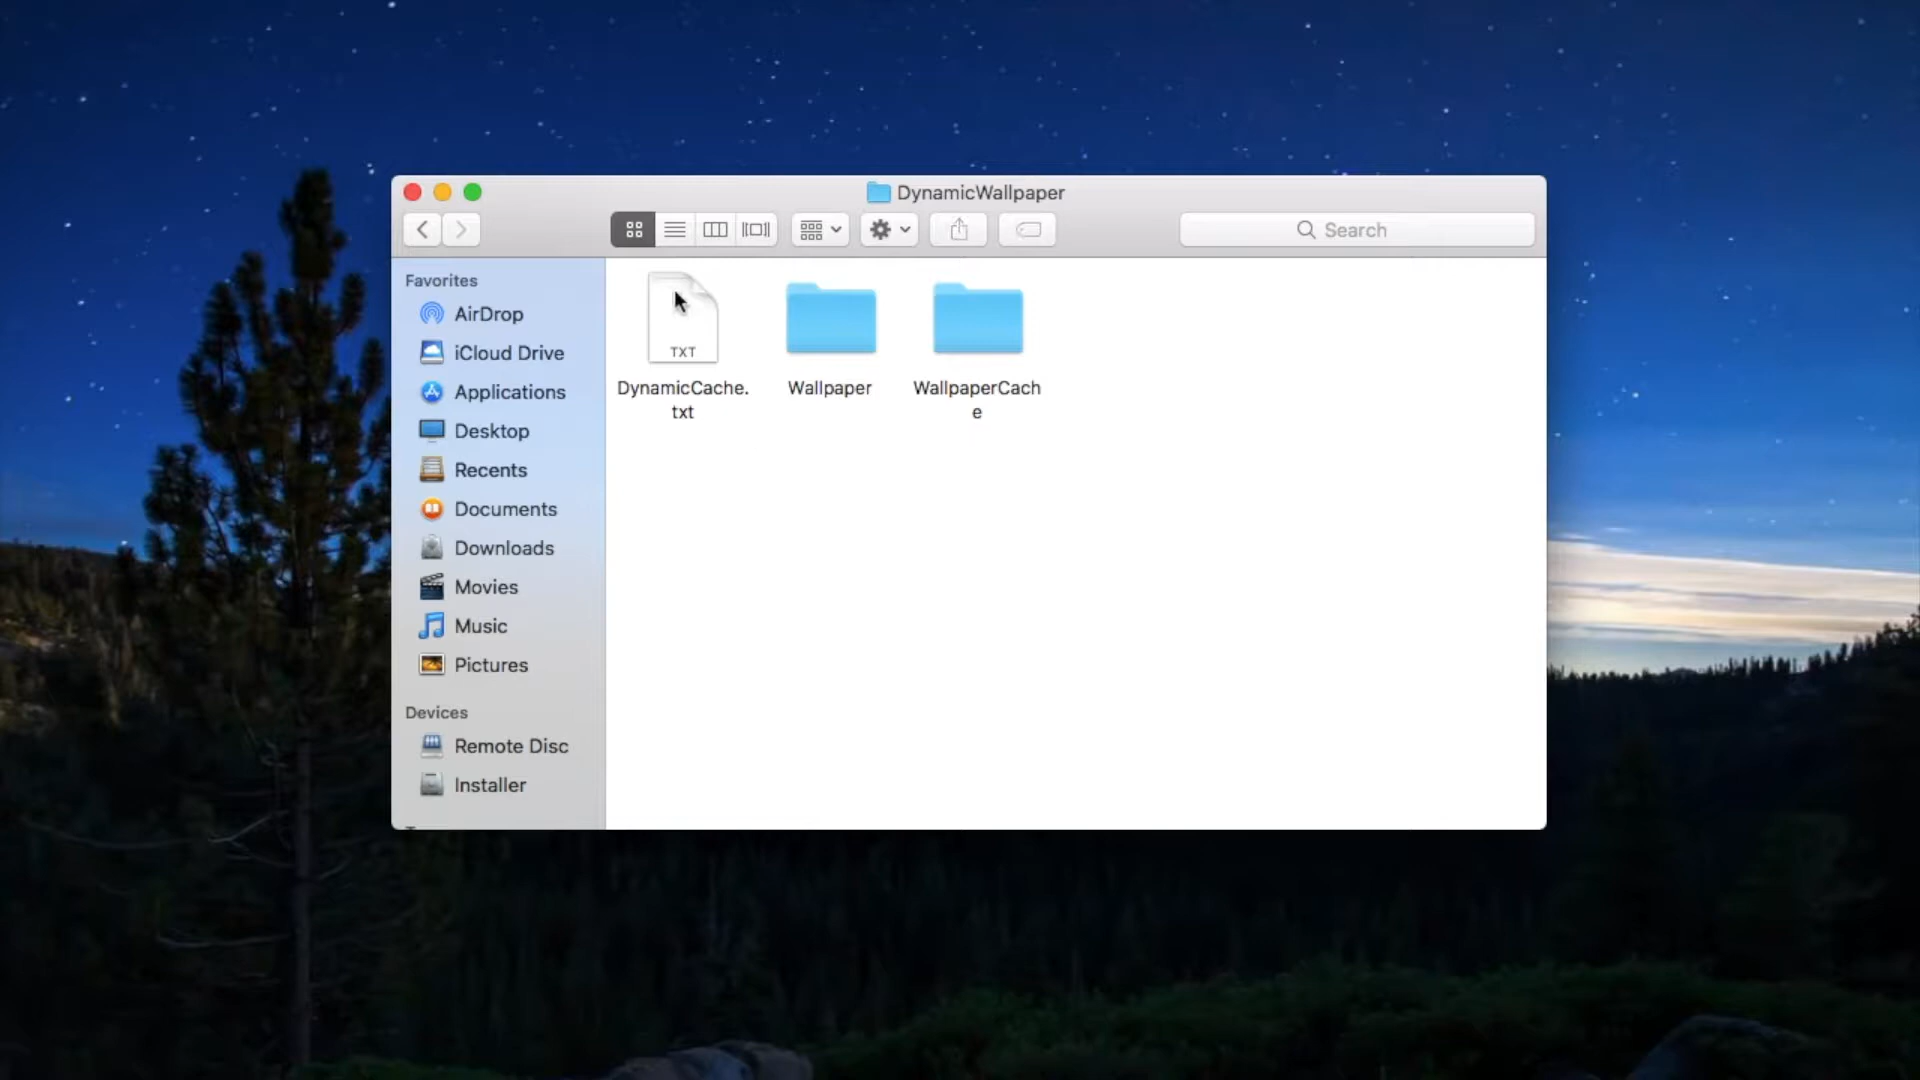 DynamicWallpaper
Search
Favorites
AirDrop
iCloud Drive
Applications
Desktop
Recents
Documents
Downloads
Movies
Music
Pictures
Devices
Remote Disc
Installer
TXT
DynamicCache.
txt
Wallpaper
WallpaperCach
e